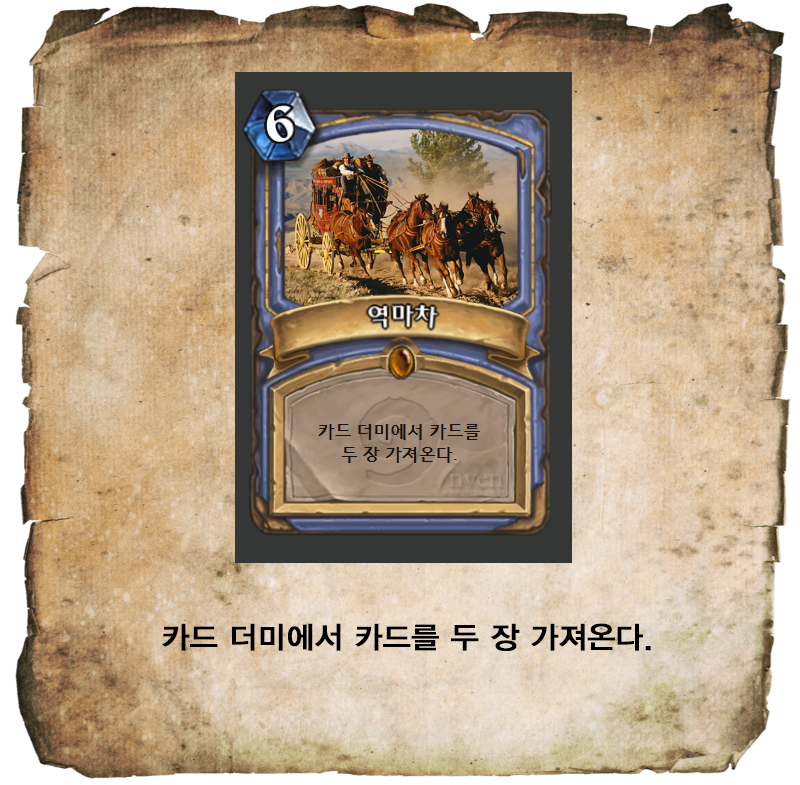 6
역마차
카드 더미에서 카드를
두 장 가져온다.
카드 더미에서 카드를 두 장 가져온다.